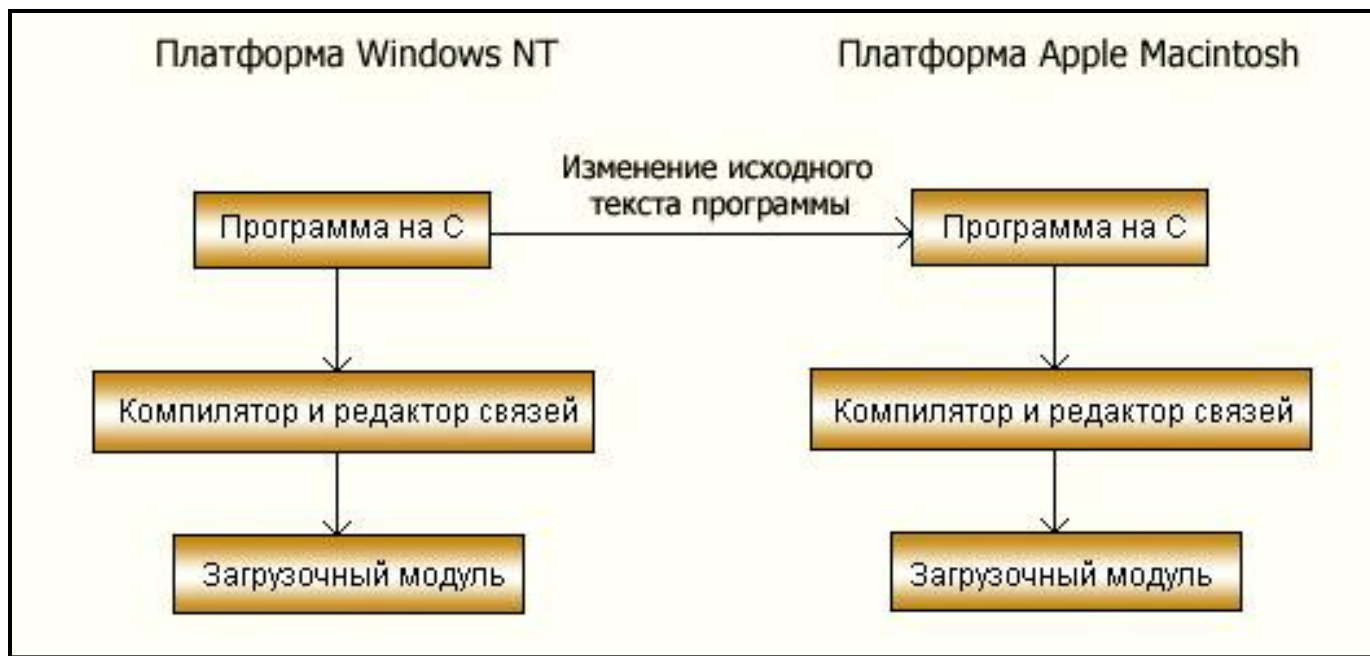 Платформа Windows NT
Платформа Apple Macintosh
Изменение исходного
текста программы
Программа на С
Программа на С
Компилятор и редактор связей
Компилятор и редактор связей
Загрузочный модуль
Загрузочный модуль